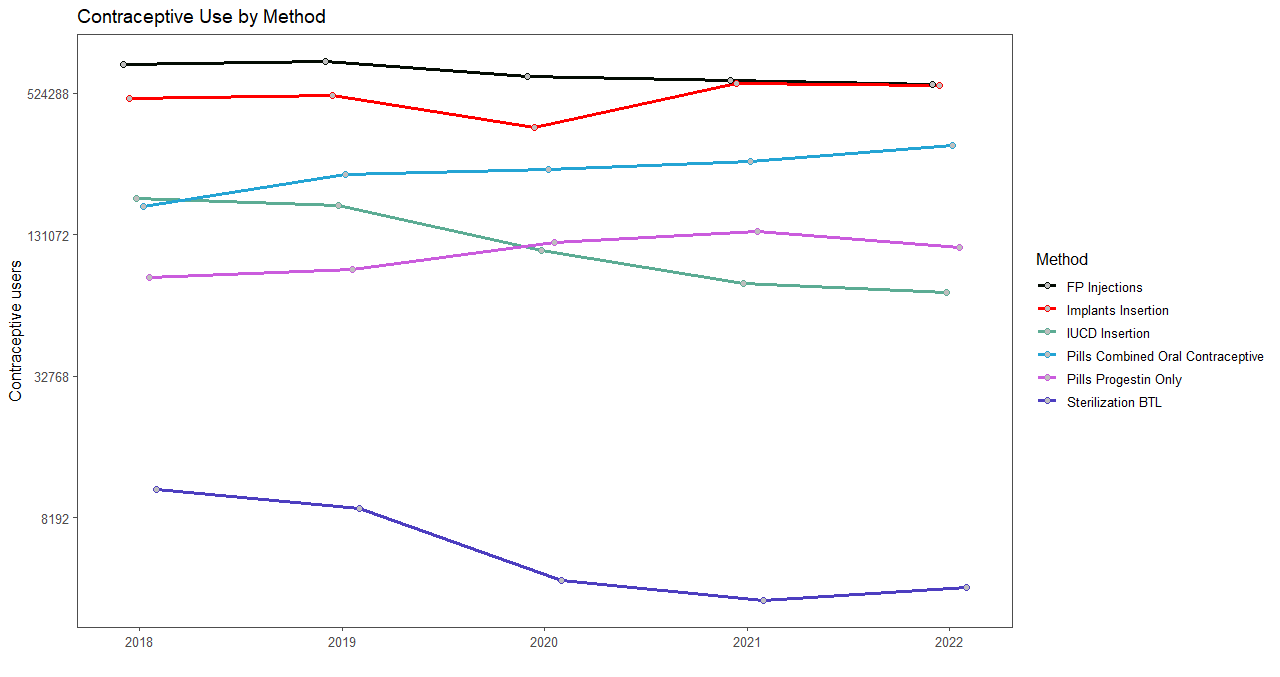 Contraceptive Use by Method
Contraceptive users
524288
131072
32768
8192
2018
2019
2020
2021
2022
Method
FP Injections
Implants Insertion
IUCD Insertion
Pills Combined Oral Contraceptive
Pills Progestin Only
Sterilization BTL